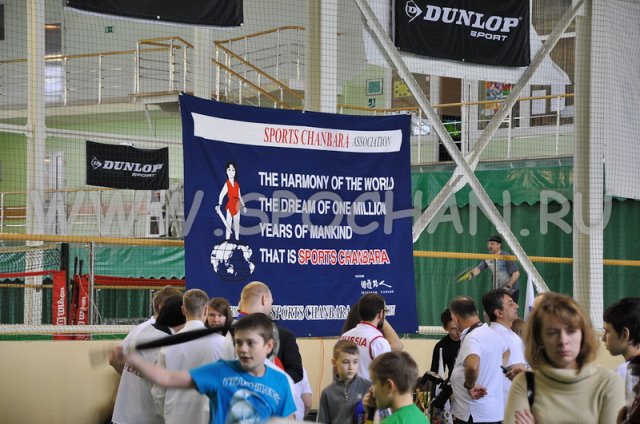 DUNLOP
SPORT
DUNLOP
SPORT
SPORTS CHANBARA ASSOCIATION
THE HARMONY OF THE WORLD
THE DREAM OF ONE MILLION
YEARS OF MANKIND
THAT IS SPORTS CHANBARA
SPORTS CHANBARA
WWW.SPOCHAN.RU
Wilson
RUSSIA